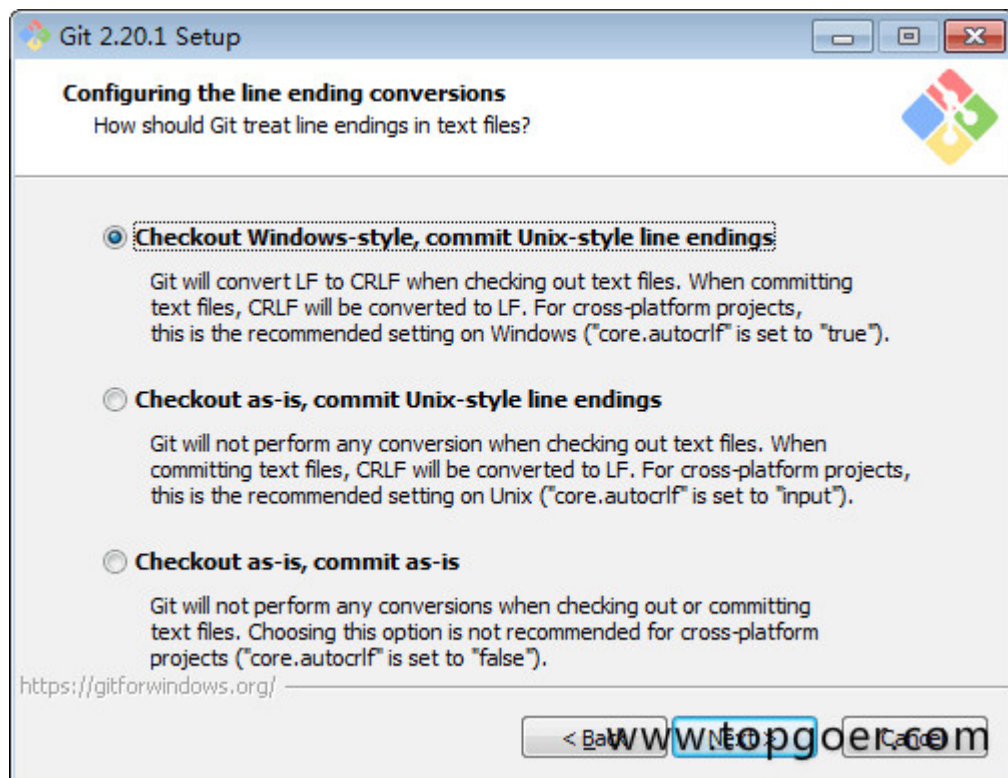 Git 2.20.1 Setup
Configuring the line ending conversions
How should Git treat line endings in text files?
Checkout Windows-style, commit Unix-style line endings
Git will convert LF to CRLF when checking out text files. When committing
text files, CRLF will be converted to LF. For cross-platform projects,
this is the recommended setting on Windows ("core.autocrlf" is set to "true").
Checkout as-is, commit Unix-style line endings
Git will not perform any conversion when checking out text files. When
committing text files, CRLF will be converted to LF. For cross-platform projects,
this is the recommended setting on Unix ("core.autocrlf" is set to "input").
Checkout as-is, commit as-is
Git will not perform any conversions when checking out or committing
text files. Choosing this option is not recommended for cross-platform
projects ("core.autocrlf" is set to "false").
https://gitforwindows.org/
< Back Next > Cancel
www.topgoer.com